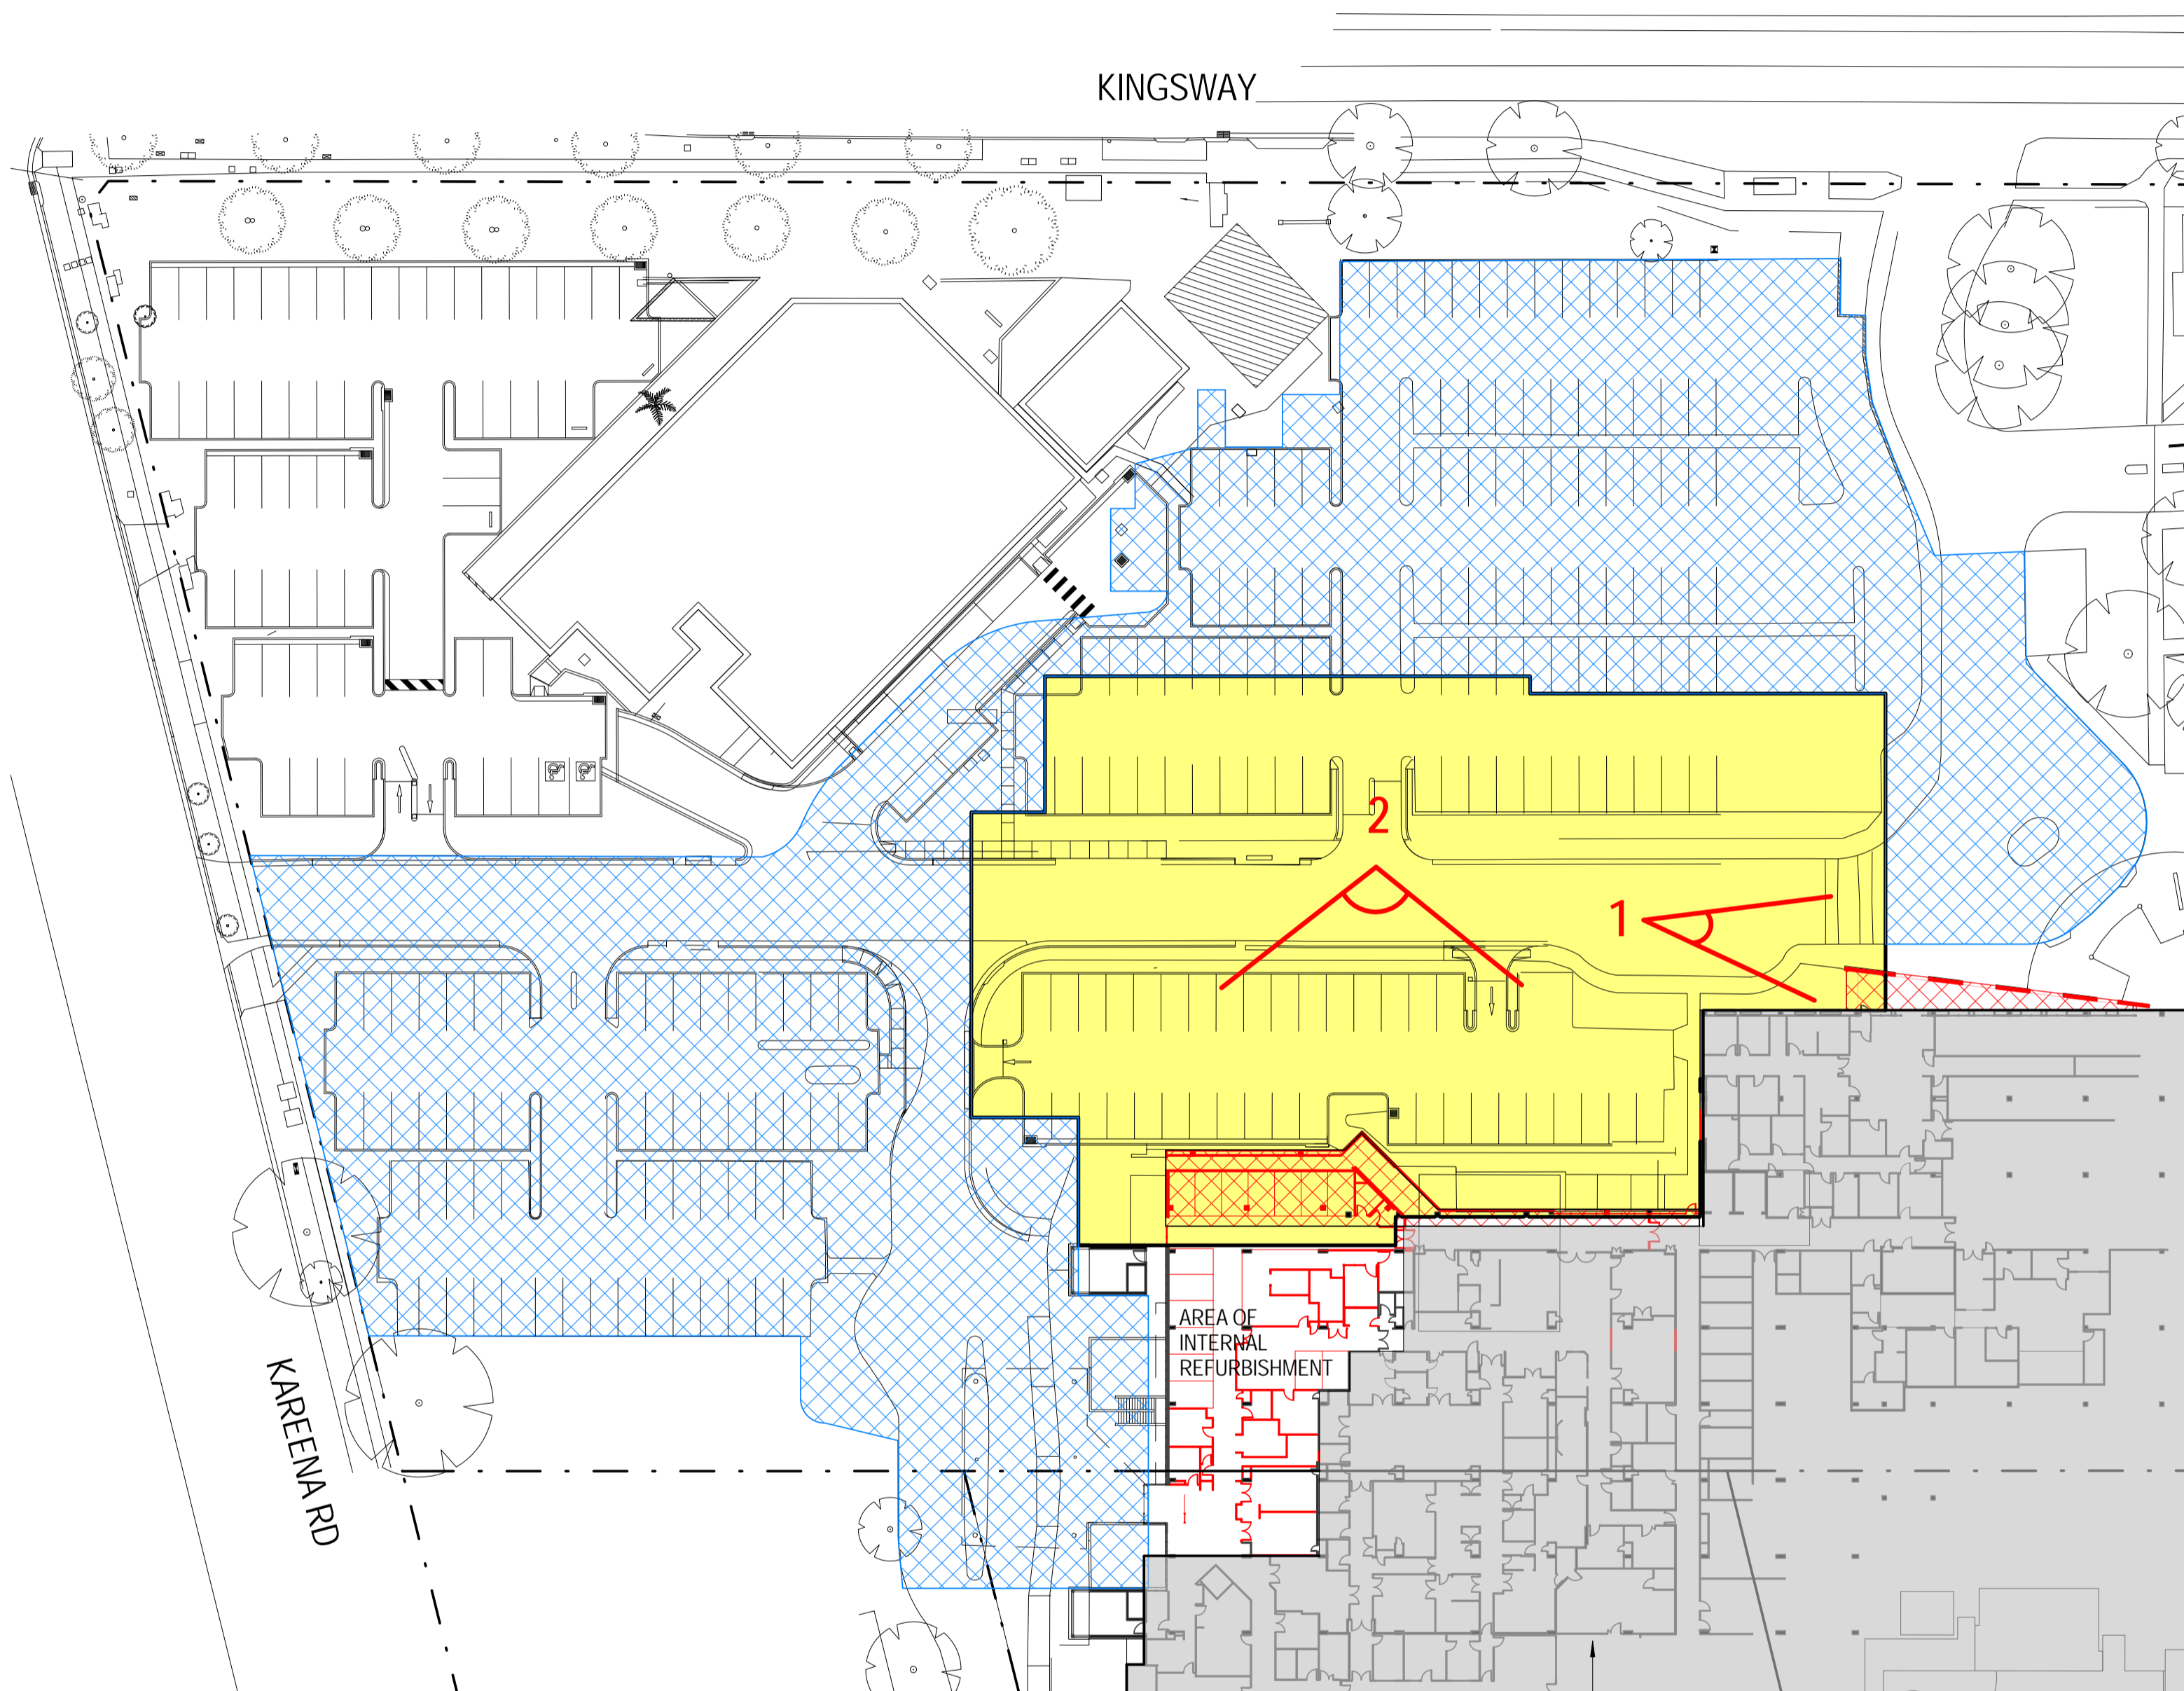 KINGSWAY
2
1
AREA OF
INTERNAL
REFURBISHMENT
KAREENA RD